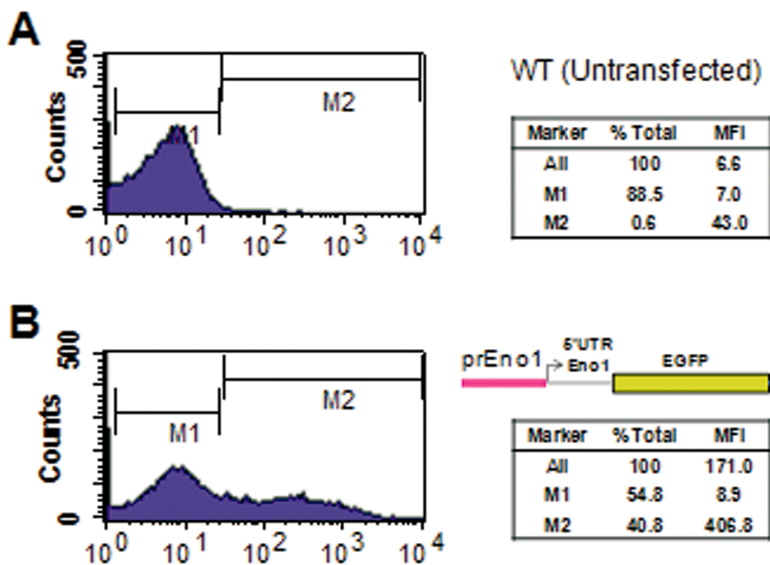 A
500
Counts
0
M1
M2
10^0 10^1 10^2 10^3 10^4
WT (Untransfected)
Marker % Total MFI
All 100 6.6
M1 88.5 7.0
M2 0.6 43.0
B
500
Counts
0
M1
M2
10^0 10^1 10^2 10^3 10^4
prEno1
5'UTR
Eno1
EGFP
Marker % Total MFI
All 100 171.0
M1 54.8 8.9
M2 40.8 406.8